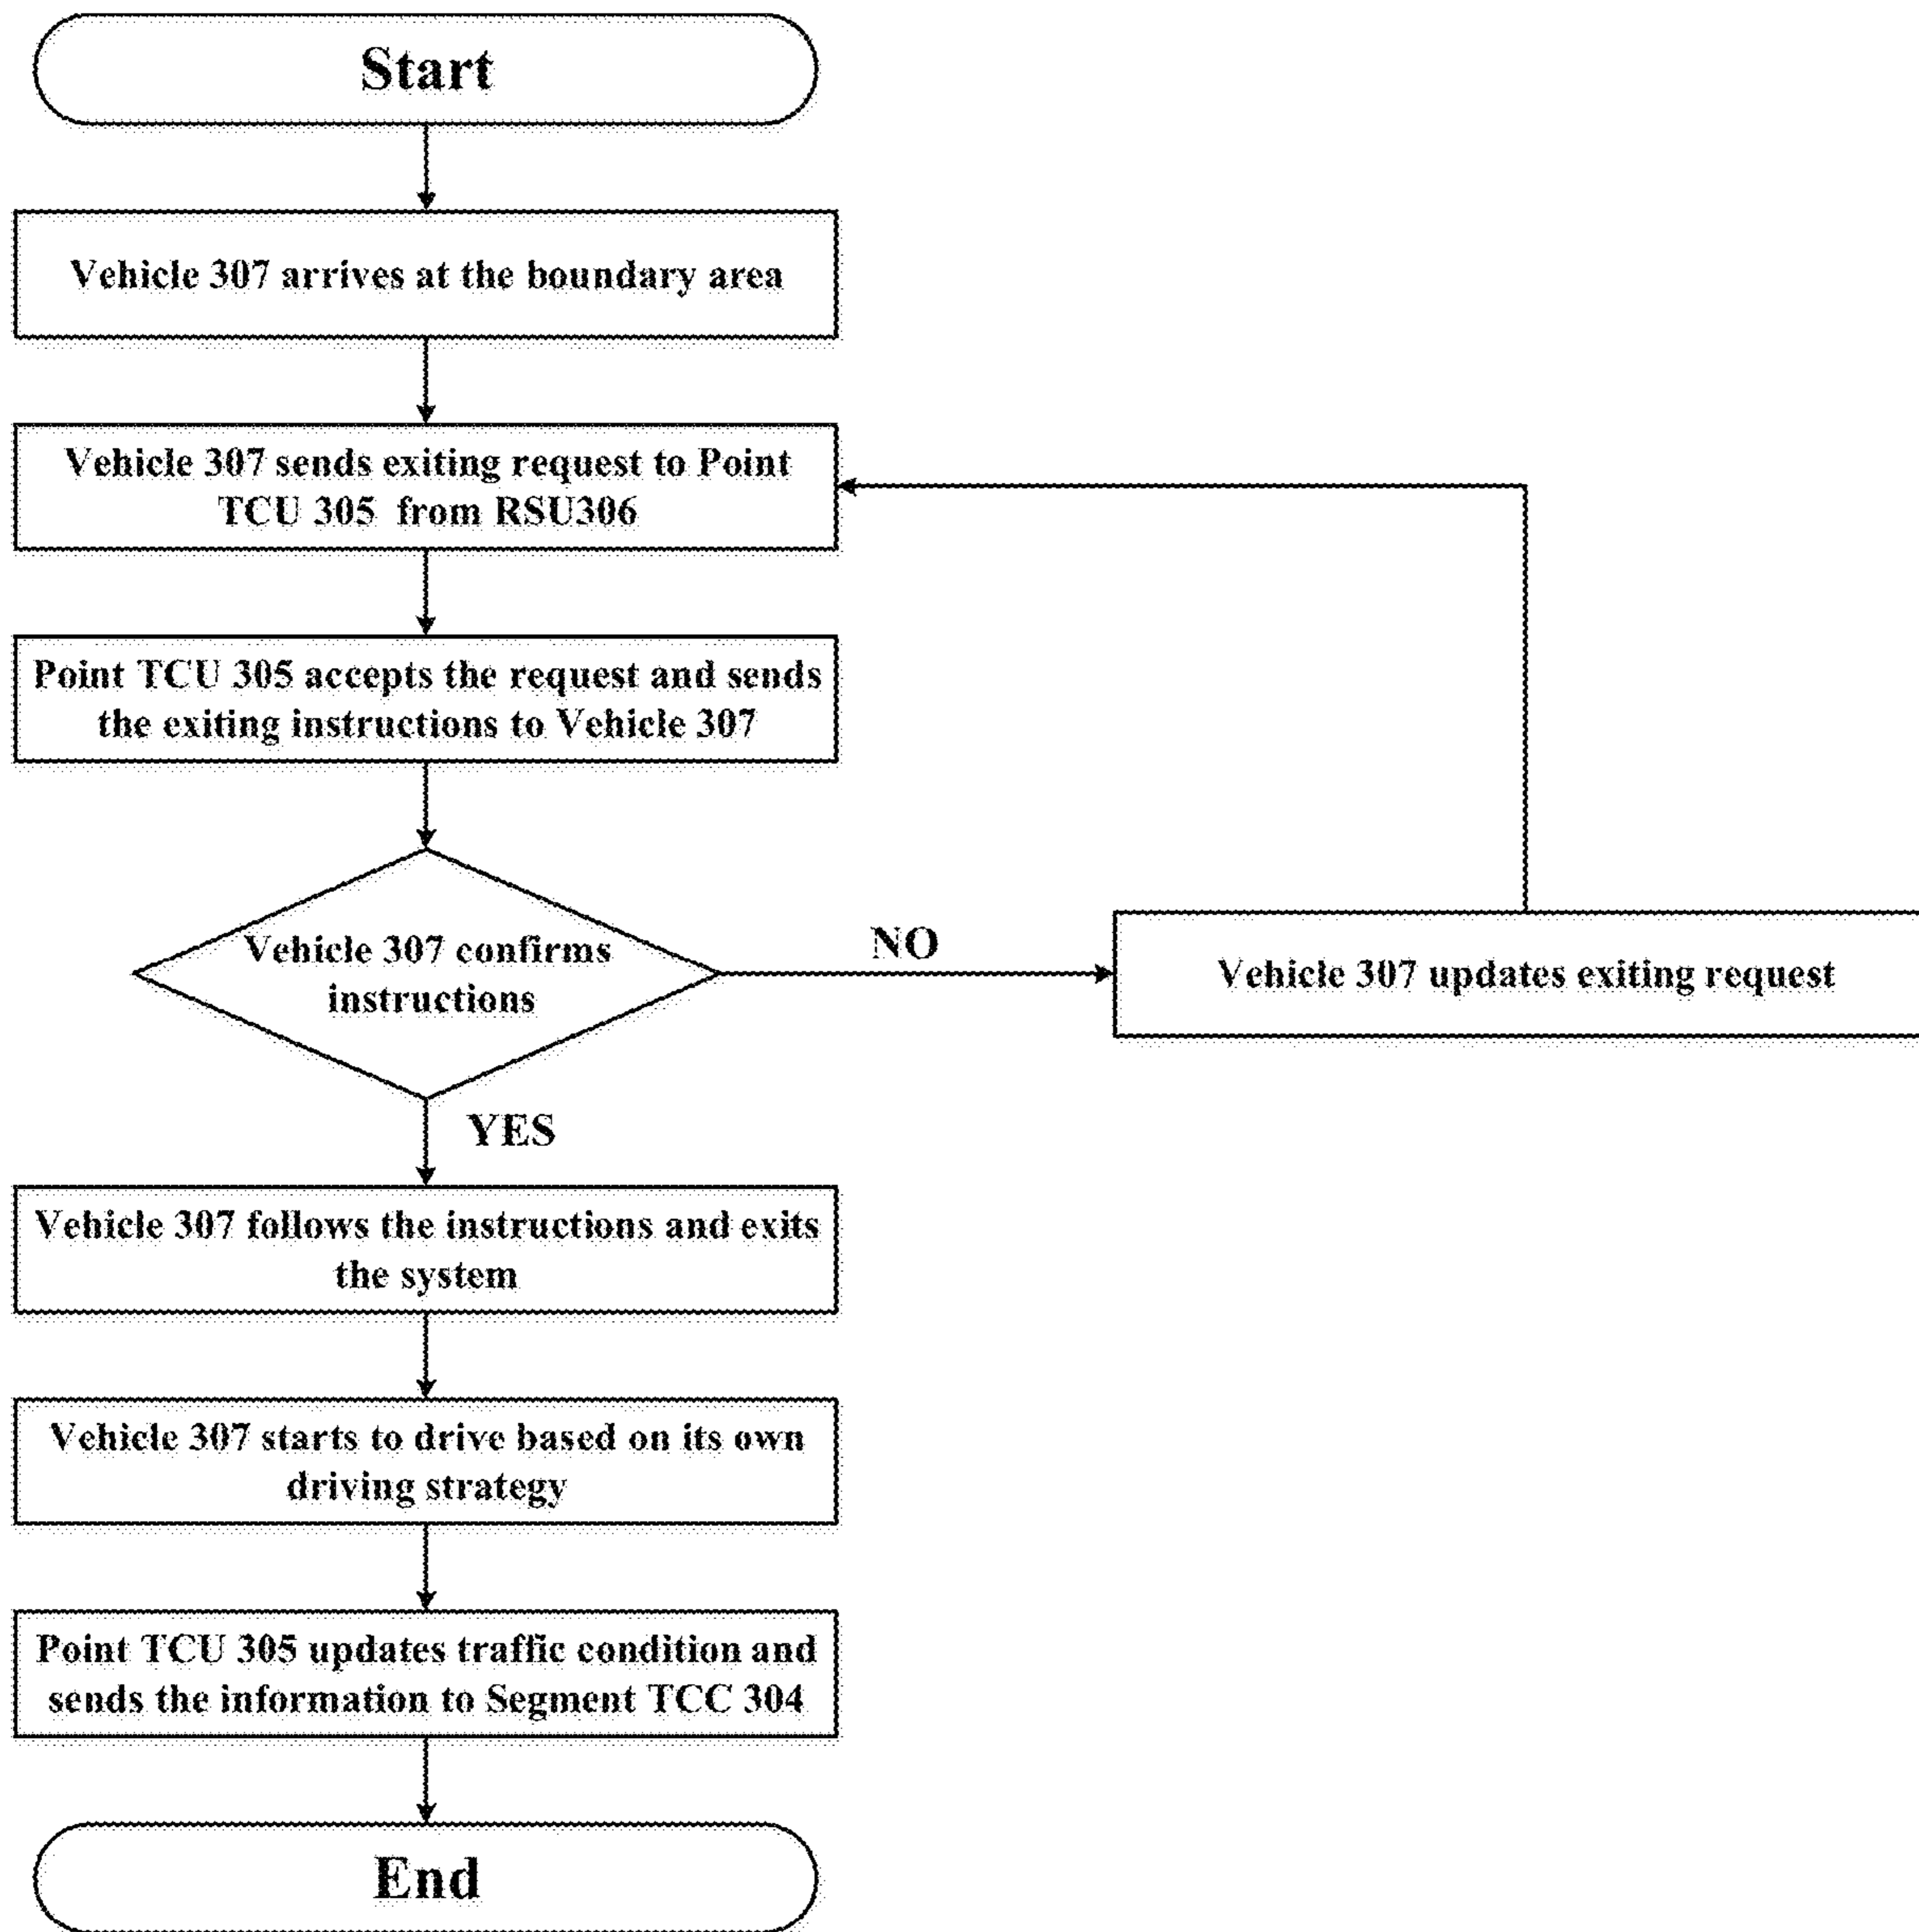 Start
Vehicle 307 arrives at the boundary area
Vehicle 307 sends exiting request to Point
TCU 305 from RSU306
Point TCU 305 accepts the request and sends
the exiting instructions to Vehicle 307
Vehicle 307 confirms
instructions
NO
Vehicle 307 updates exiting request
YES
Vehicle 307 follows the instructions and exits
the system
Vehicle 307 starts to drive based on its own
driving strategy
Point TCU 305 updates traffic condition and
sends the information to Segment TCC 304
End